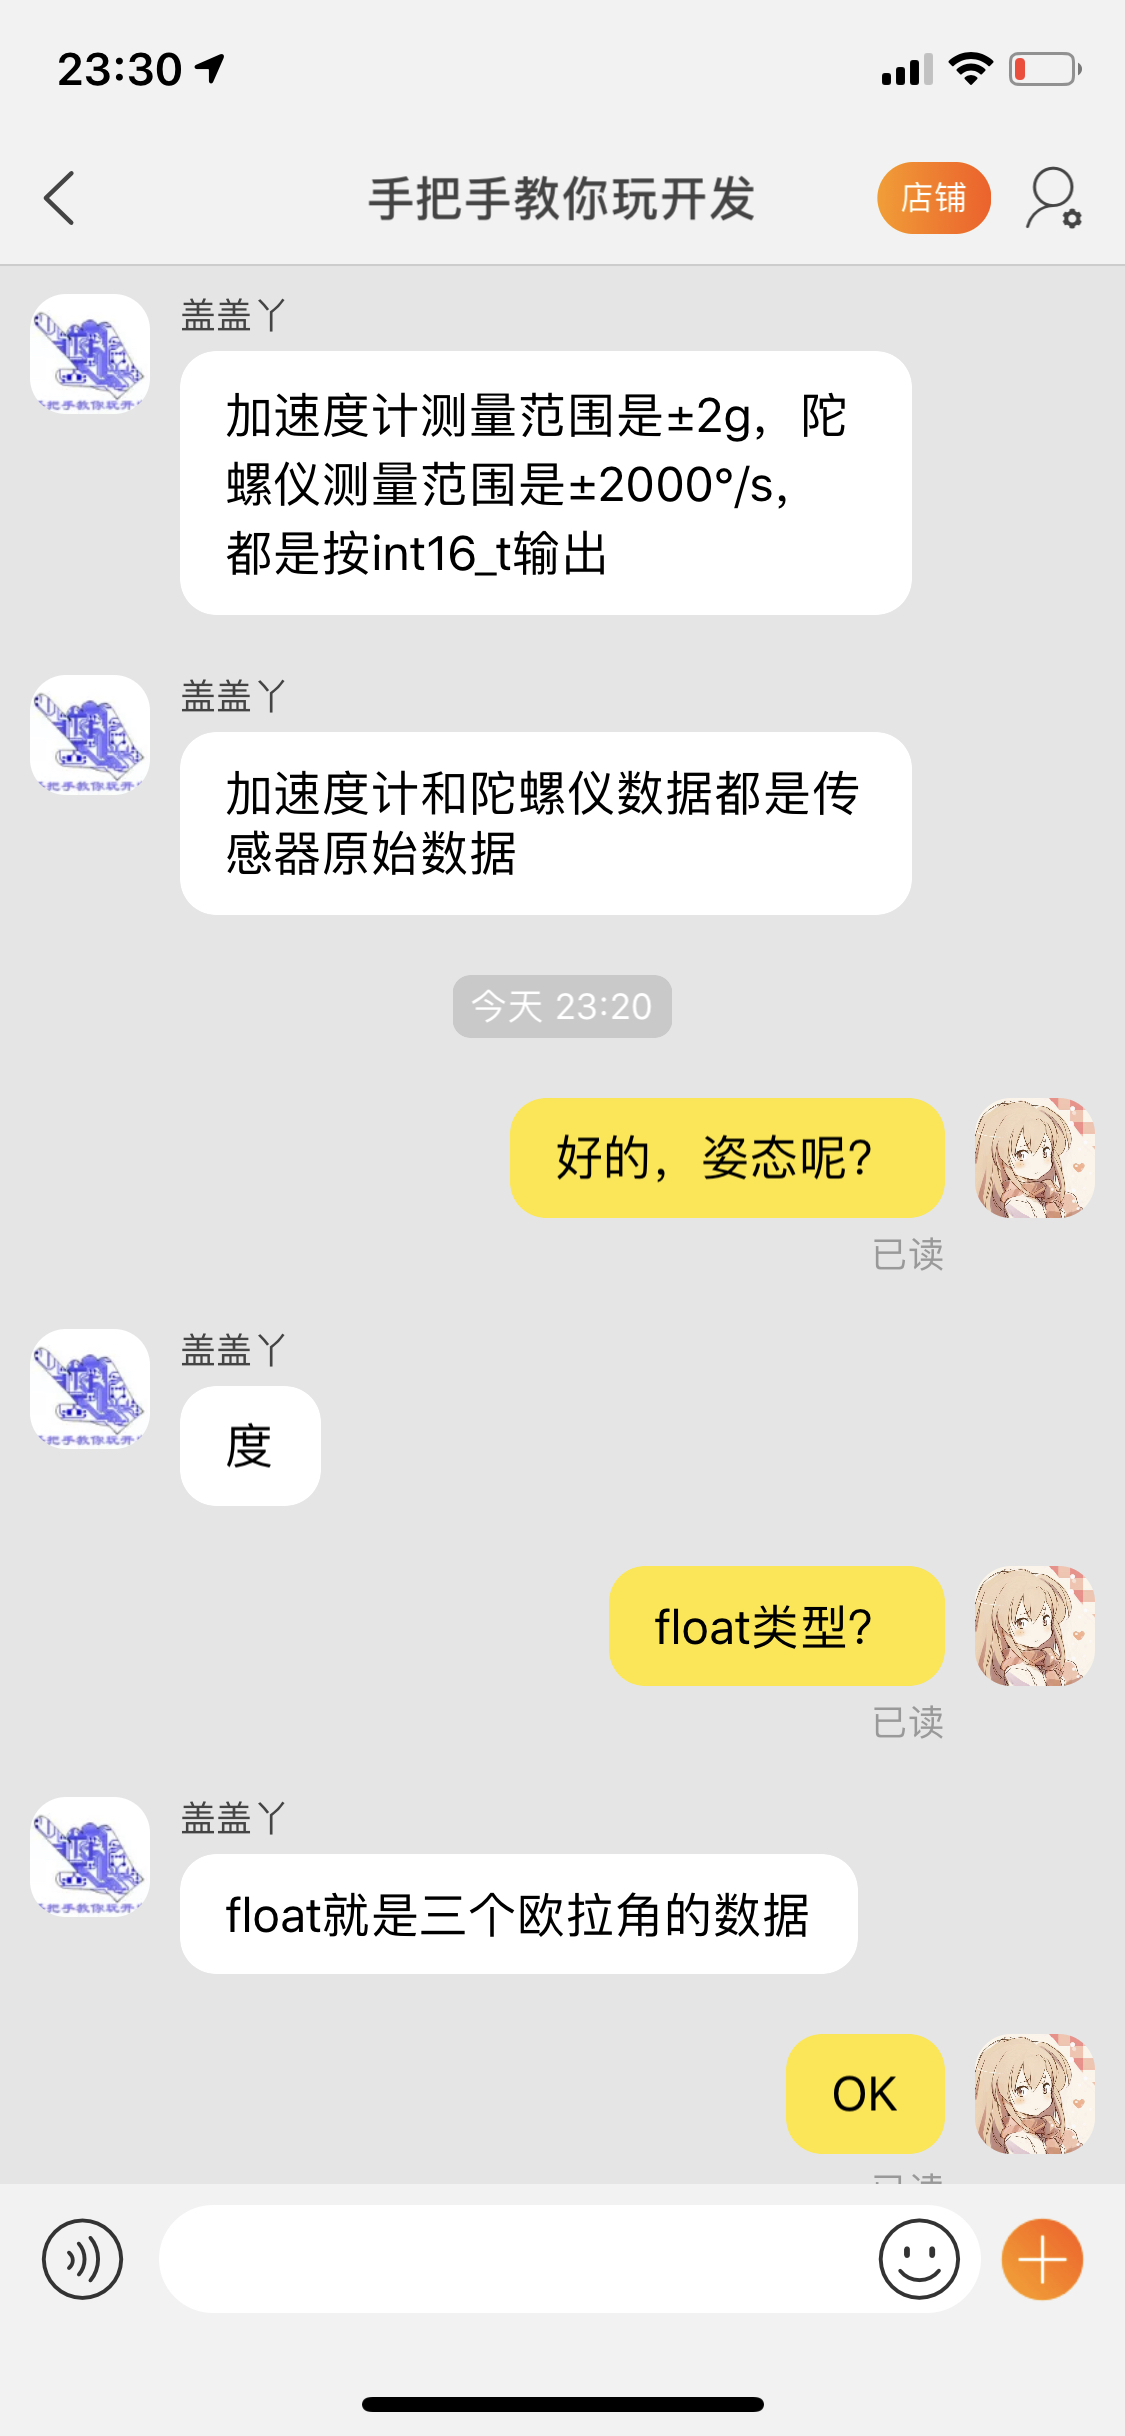 23:30
手把手教你玩开发
店铺
盖盖丫
加速度计测量范围是±2g，陀
螺仪测量范围是±2000°/s，
都是按int16_t输出
盖盖丫
加速度计和陀螺仪数据都是传
感器原始数据
今天 23:20
好的，姿态呢？
已读
盖盖丫
度
float类型？
已读
盖盖丫
float就是三个欧拉角的数据
OK
已读